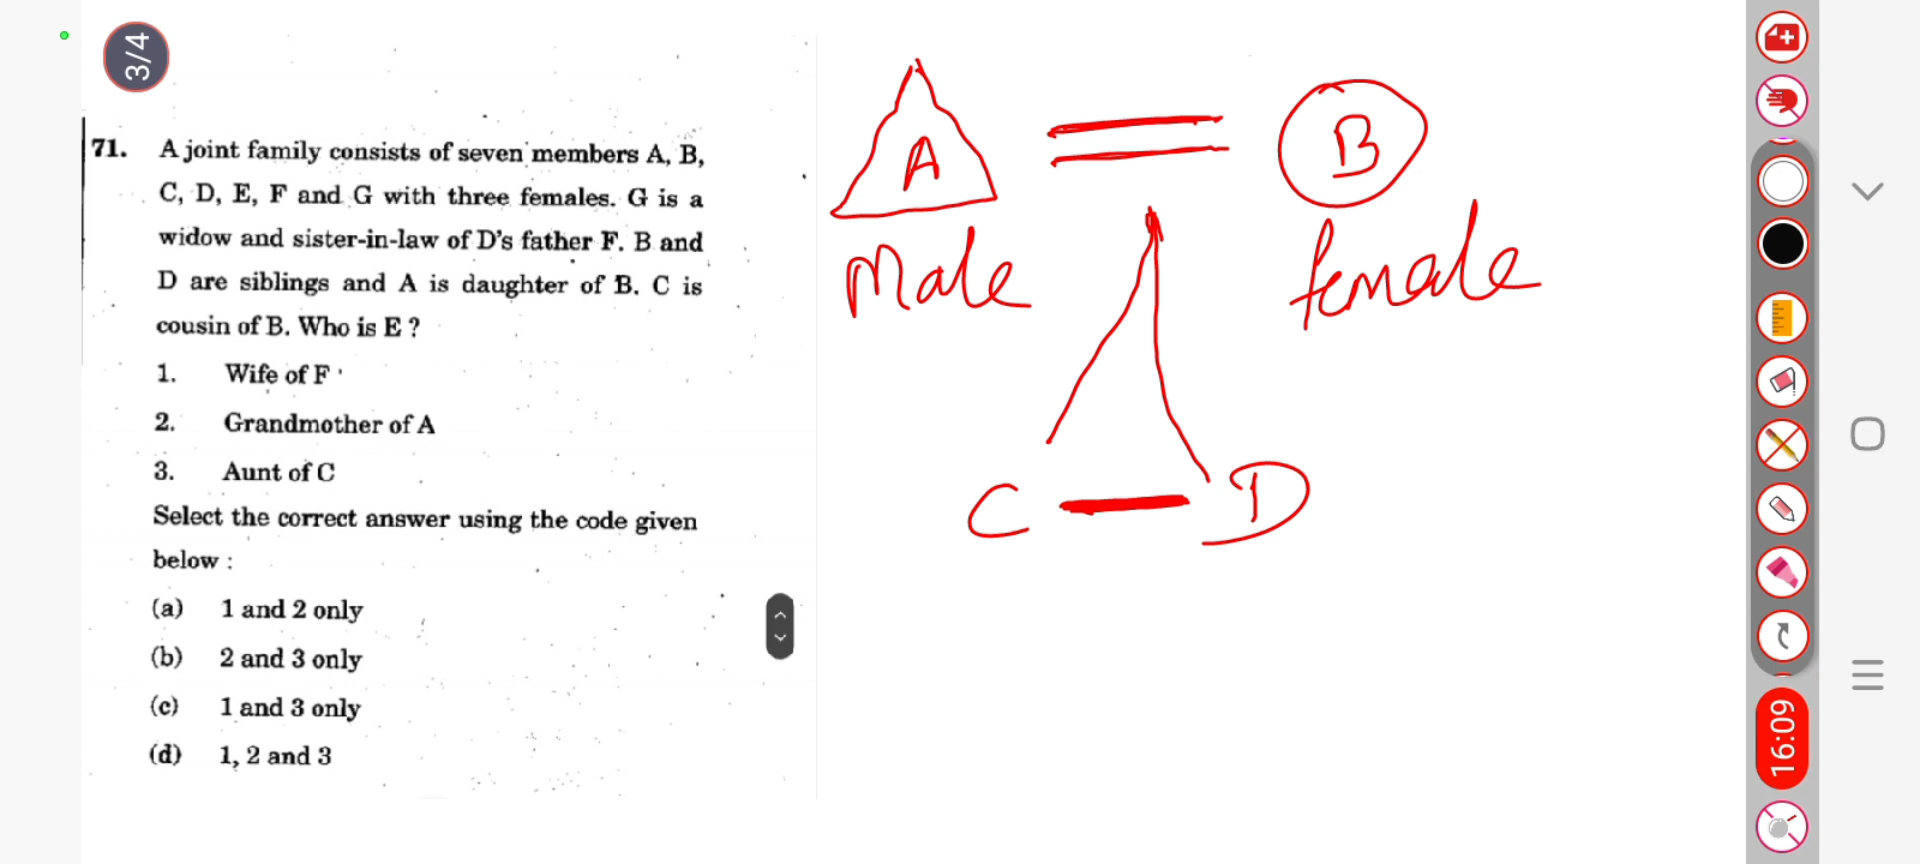 3/4
71. A joint family consists of seven members A, B,
C, D, E, F and G with three females. G is a
widow and sister-in-law of D's father F. B and
D are siblings and A is daughter of B. C is
cousin of B. Who is E ?
1. Wife of F
2. Grandmother of A
3. Aunt of C
Select the correct answer using the code given
below :
(a) 1 and 2 only
(b) 2 and 3 only
(c) 1 and 3 only
(d) 1, 2 and 3
A B
Male female
C D
16:09